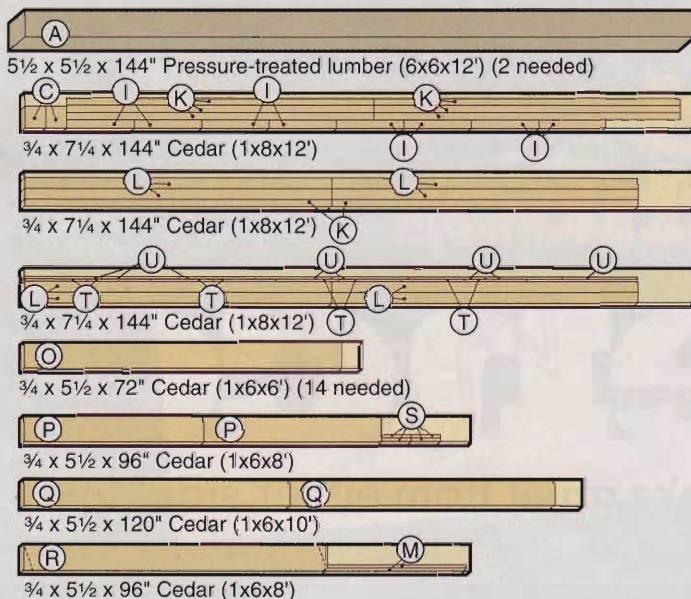 A
5½ x 5½ x 144" Pressure-treated lumber (6x6x12') (2 needed)
C I K I K
I I
¾ x 7¼ x 144" Cedar (1x8x12')
L L
K
¾ x 7¼ x 144" Cedar (1x8x12')
U U U U
L T T L
T T
¾ x 7¼ x 144" Cedar (1x8x12')
O
¾ x 5½ x 72" Cedar (1x6x6') (14 needed)
P P S
¾ x 5½ x 96" Cedar (1x6x8')
Q Q
¾ x 5½ x 120" Cedar (1x6x10')
R M
¾ x 5½ x 96" Cedar (1x6x8')